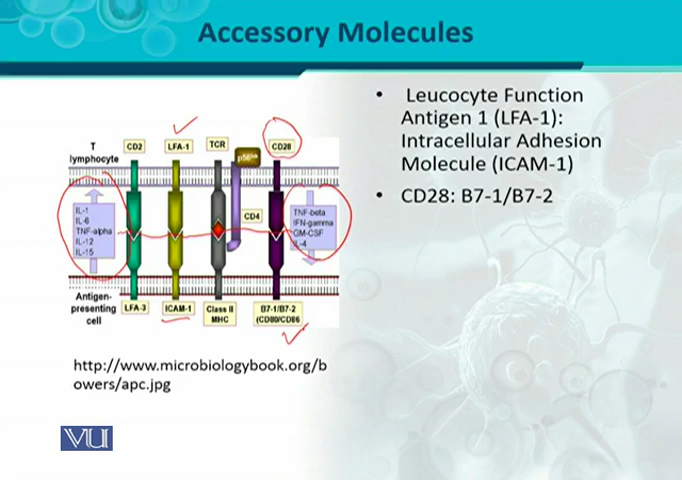 Accessory Molecules
T
lymphocyte
CD2
LFA-1
TCR
p56lck
CD28
IL-1
IL-6
TNF-alpha
IL-12
IL-15
CD4
TNF-beta
IFN-gamma
GM-CSF
IL-4
Antigen-
presenting
cell
LFA-3
ICAM-1
Class II
MHC
B7-1/B7-2
(CD80/CD86
http://www.microbiologybook.org/b
owers/apc.jpg
• Leucocyte Function
Antigen 1 (LFA-1):
Intracellular Adhesion
Molecule (ICAM-1)
• CD28: B7-1/B7-2
VU